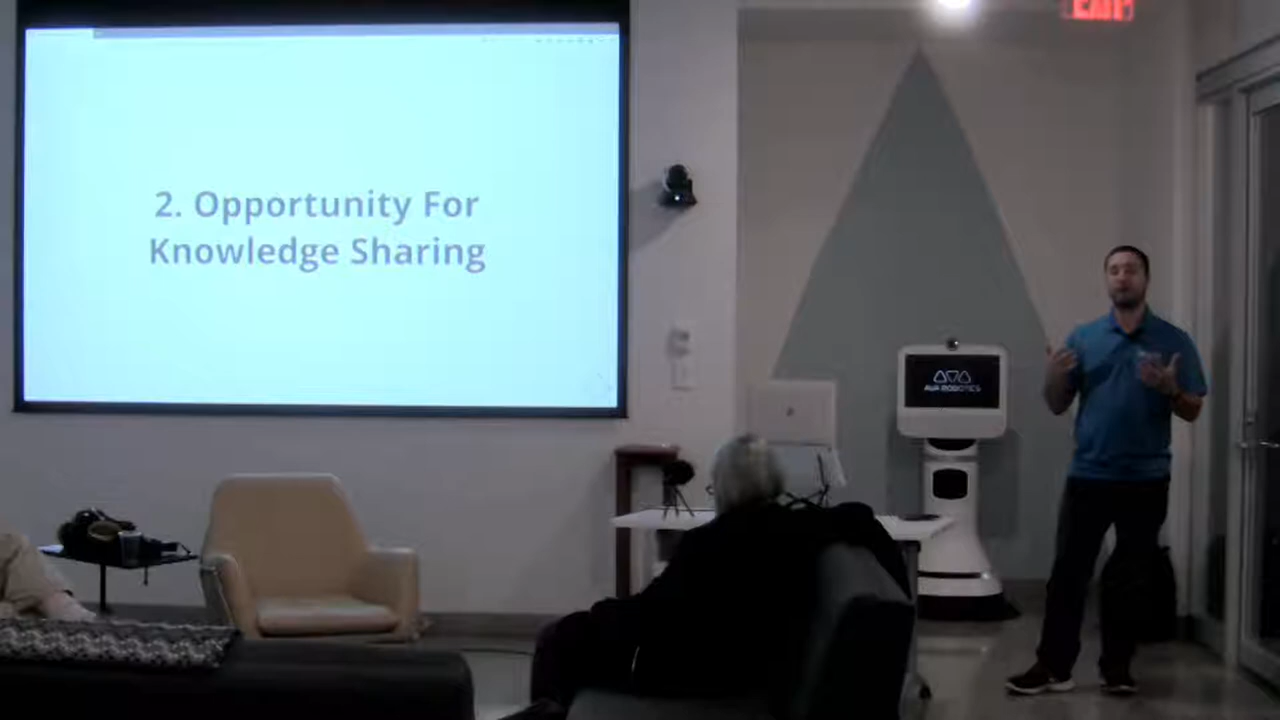 2. Opportunity For
Knowledge Sharing
EXIT
AVA ROBOTICS